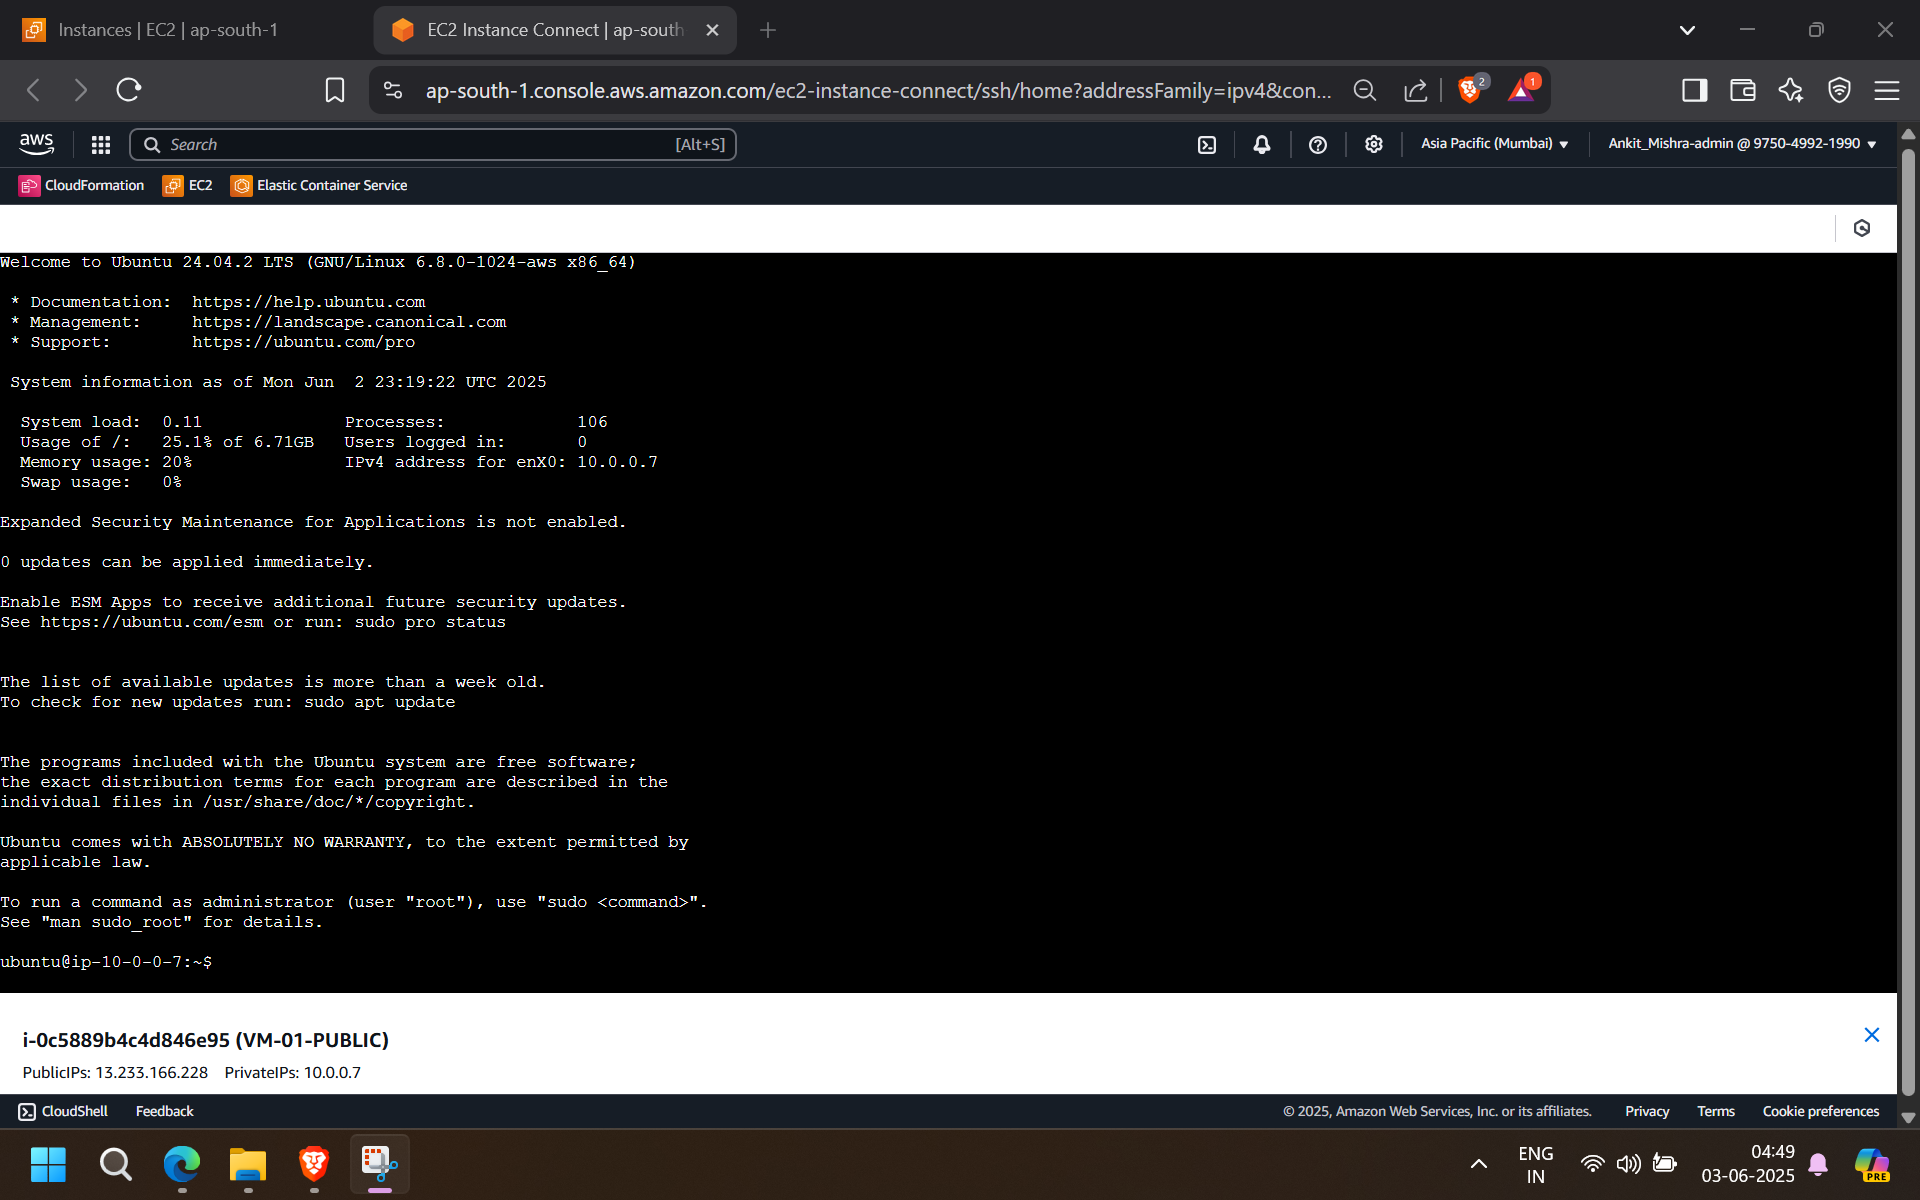 Instances | EC2 | ap-south-1
EC2 Instance Connect | ap-south
ap-south-1.console.aws.amazon.com/ec2-instance-connect/ssh/home?addressFamily=ipv4&con...
2
1
aws
Search
[Alt+S]
Asia Pacific (Mumbai)
Ankit_Mishra-admin @ 9750-4992-1990
CloudFormation
EC2
Elastic Container Service
Welcome to Ubuntu 24.04.2 LTS (GNU/Linux 6.8.0-1024-aws x86_64)
* Documentation:  https://help.ubuntu.com
* Management:     https://landscape.canonical.com
* Support:        https://ubuntu.com/pro
System information as of Mon Jun  2 23:19:22 UTC 2025
System load:  0.11              Processes:             106
Usage of /:   25.1% of 6.71GB   Users logged in:       0
Memory usage: 20%               IPv4 address for enX0: 10.0.0.7
Swap usage:   0%
Expanded Security Maintenance for Applications is not enabled.
0 updates can be applied immediately.
Enable ESM Apps to receive additional future security updates.
See https://ubuntu.com/esm or run: sudo pro status
The list of available updates is more than a week old.
To check for new updates run: sudo apt update
The programs included with the Ubuntu system are free software;
the exact distribution terms for each program are described in the
individual files in /usr/share/doc/*/copyright.
Ubuntu comes with ABSOLUTELY NO WARRANTY, to the extent permitted by
applicable law.
To run a command as administrator (user "root"), use "sudo <command>".
See "man sudo_root" for details.
ubuntu@ip-10-0-0-7:~$
i-0c5889b4c4d846e95 (VM-01-PUBLIC)
PublicIPs: 13.233.166.228    PrivateIPs: 10.0.0.7
CloudShell
Feedback
© 2025, Amazon Web Services, Inc. or its affiliates.
Privacy
Terms
Cookie preferences
ENG
IN
04:49
03-06-2025
PRE